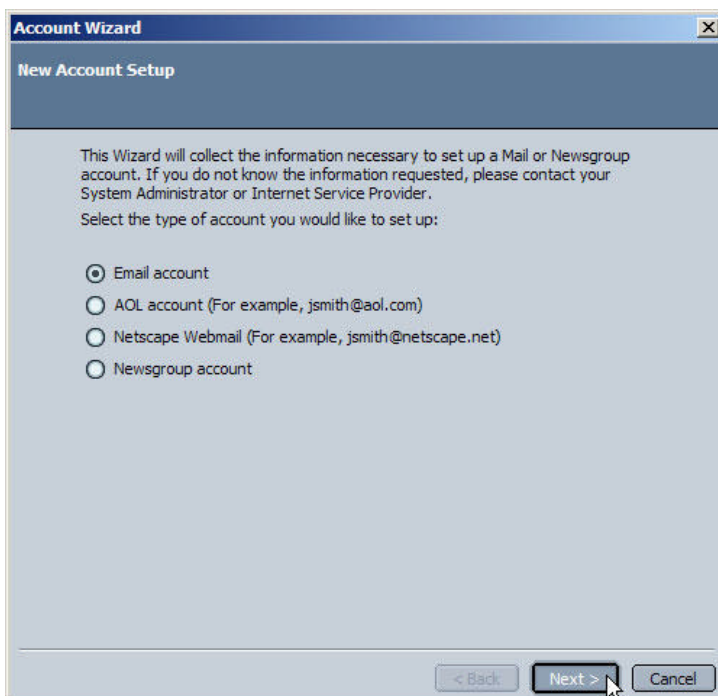 Account Wizard
New Account Setup
This Wizard will collect the information necessary to set up a Mail or Newsgroup
account. If you do not know the information requested, please contact your
System Administrator or Internet Service Provider.
Select the type of account you would like to set up:
Email account
AOL account (For example, jsmith@aol.com)
Netscape Webmail (For example, jsmith@netscape.net)
Newsgroup account
< Back Next > Cancel